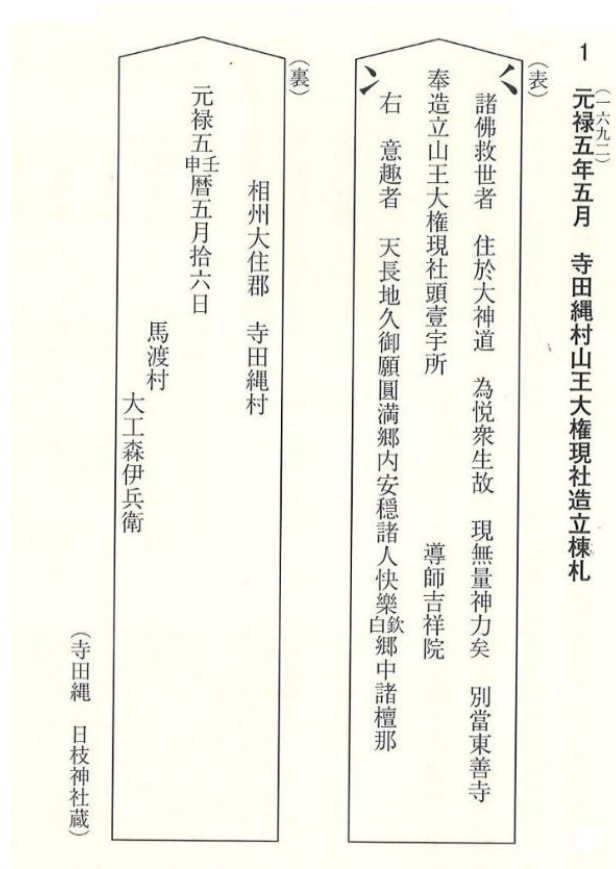 1 元禄五年五月 寺田縄村山王大権現社造立棟札
(一六九二)
(表)
諸佛救世者 住於大神道 為悦衆生故 現無量神力矣 別當東善寺
奉造立山王大権現社頭壹宇所 導師吉祥院
右 意趣者 天長地久御願圓満郷内安穏諸人快樂欽白郷中諸檀那
(裏)
相州大住郡 寺田縄村
元禄五壬申暦五月拾六日
馬渡村
大工森伊兵衛
(寺田縄 日枝神社蔵)